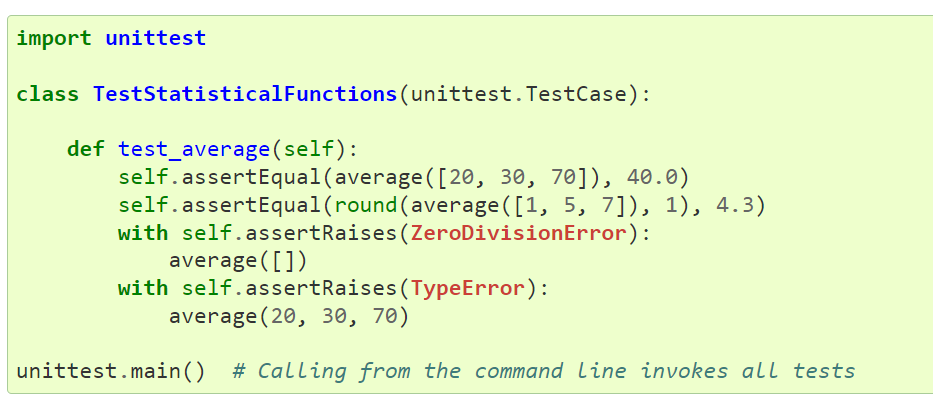 import unittest

class TestStatisticalFunctions(unittest.TestCase):

    def test_average(self):
        self.assertEqual(average([20, 30, 70]), 40.0)
        self.assertEqual(round(average([1, 5, 7]), 1), 4.3)
        with self.assertRaises(ZeroDivisionError):
            average([])
        with self.assertRaises(TypeError):
            average(20, 30, 70)

unittest.main()  # Calling from the command line invokes all tests